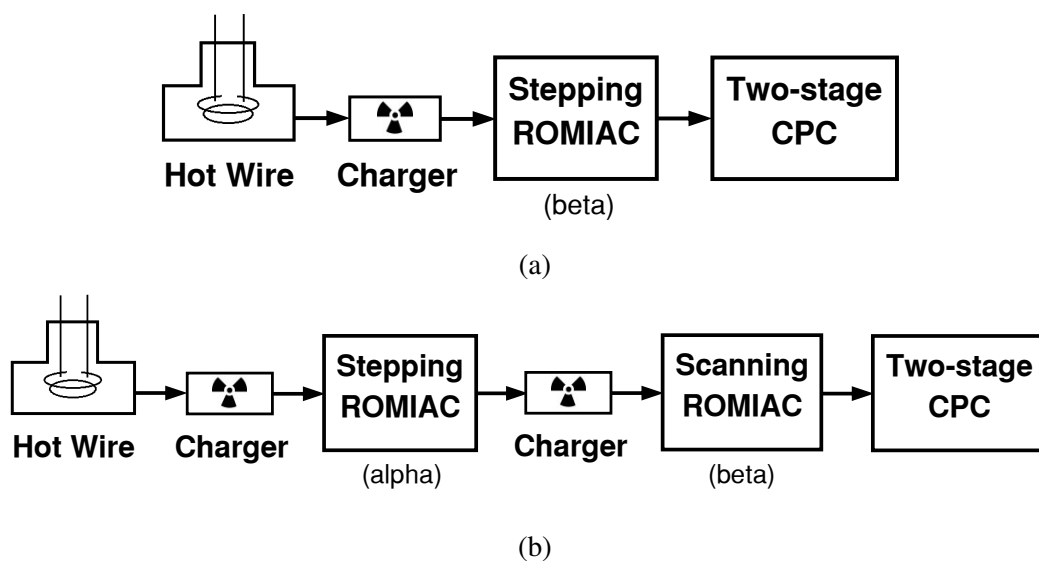 Stepping
ROMIAC
Two-stage
CPC
Hot Wire
Charger
(beta)
(a)
Stepping
ROMIAC
Scanning
ROMIAC
Two-stage
CPC
Hot Wire
Charger
(alpha)
Charger
(beta)
(b)